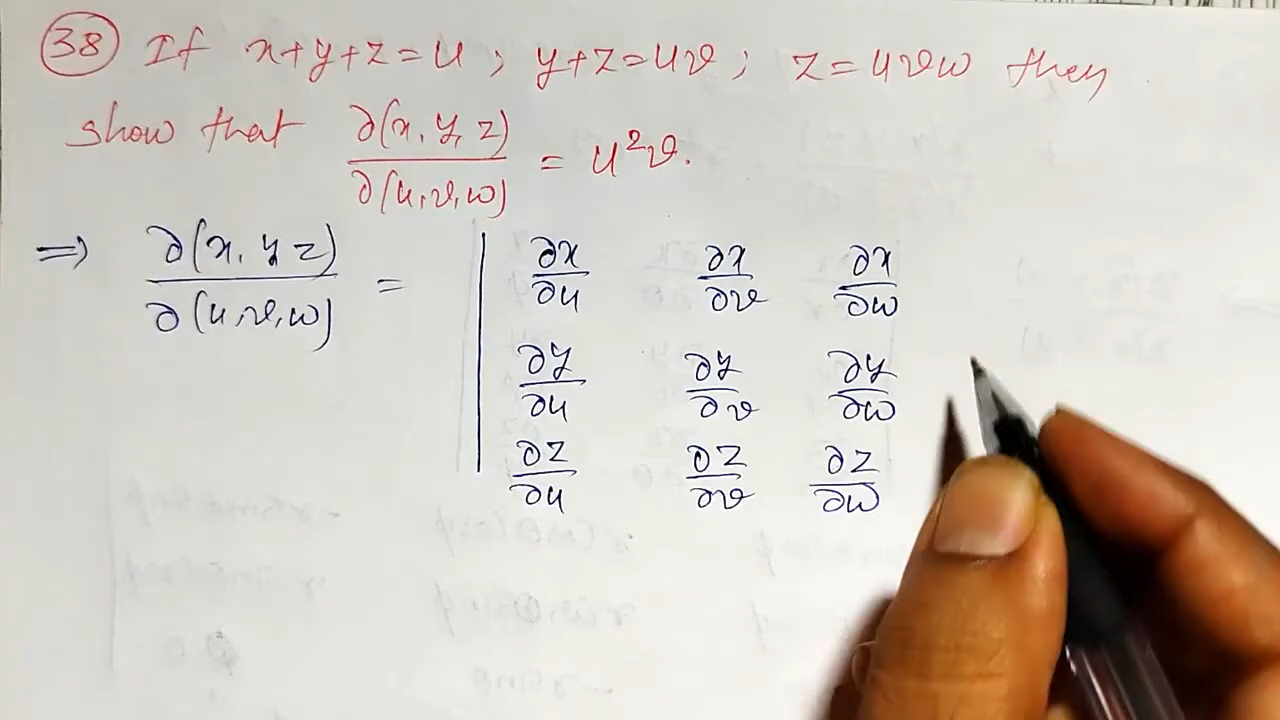 38 If x+y+z=u ; y+z=uv ; z=uvw then
show that ∂(x, y, z)/∂(u,v,w) = u²v.
⇒ ∂(x, y z)/∂(u,v,w) = | ∂x/∂u ∂x/∂v ∂x/∂w
∂y/∂u ∂y/∂v ∂y/∂w
∂z/∂u ∂z/∂v ∂z/∂w